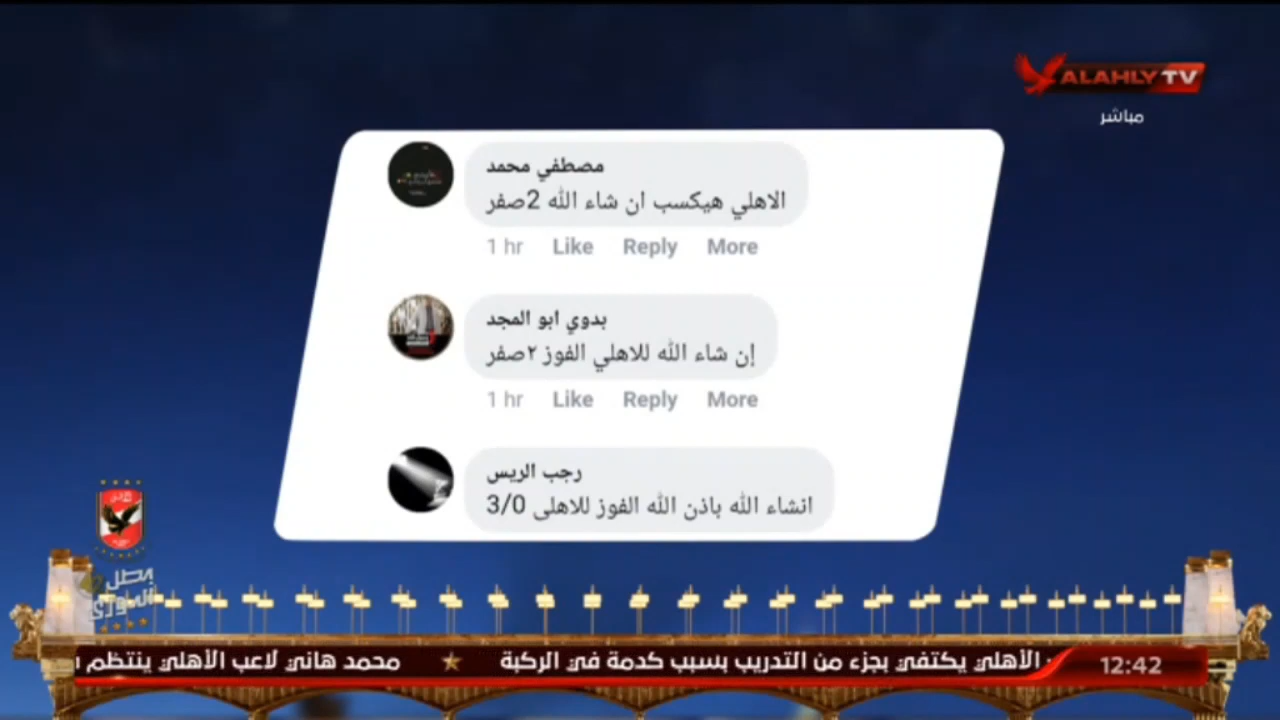 ALAHLY TV
مباشر
مصطفي محمد
الاهلي هيكسب ان شاء الله 2صفر
1 hr Like Reply More
بدوي ابو المجد
إن شاء الله للاهلي الفوز ٢صفر
1 hr Like Reply More
رجب الريس
انشاء الله باذن الله الفوز للاهلى 3/0
بطل
الدوري
الأهلي يكتفي بجزء من التدريب بسبب كدمة في الركبة ★ محمد هاني لاعب الأهلي ينتظم
12:42